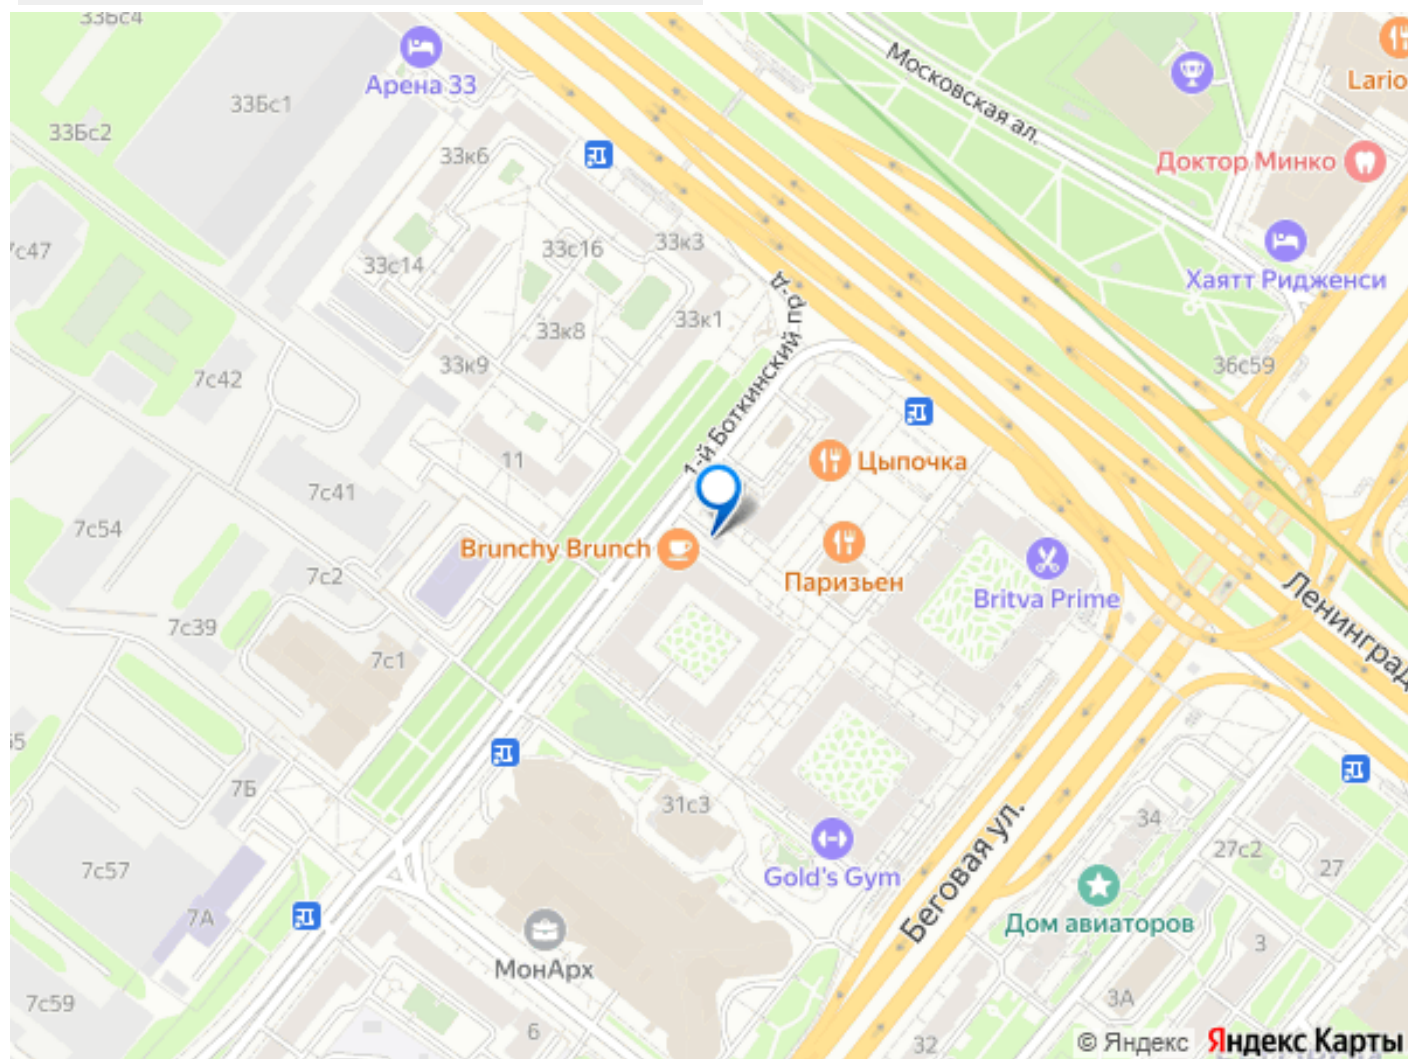 33Бс4
Арена 33
33Бс1
33Бс2
33к6
Московская ал.
Lario
Доктор Минко
Хаятт Ридженси
7с47
33с14
33с16
33к3
33к1
33к8
33к9
1-й Боткинский пр-д
36с59
7с42
11
Цыпочка
7с41
7с54
Brunchy Brunch
Паризьен
Britva Prime
Ленинград
7с2
7с39
7с1
7Б
31с3
Gold's Gym
Беговая ул.
34
27с2
27
7с57
7А
Дом авиаторов
МонАрх
3
7с59
6
3А
32
© Яндекс Яндекс Карты